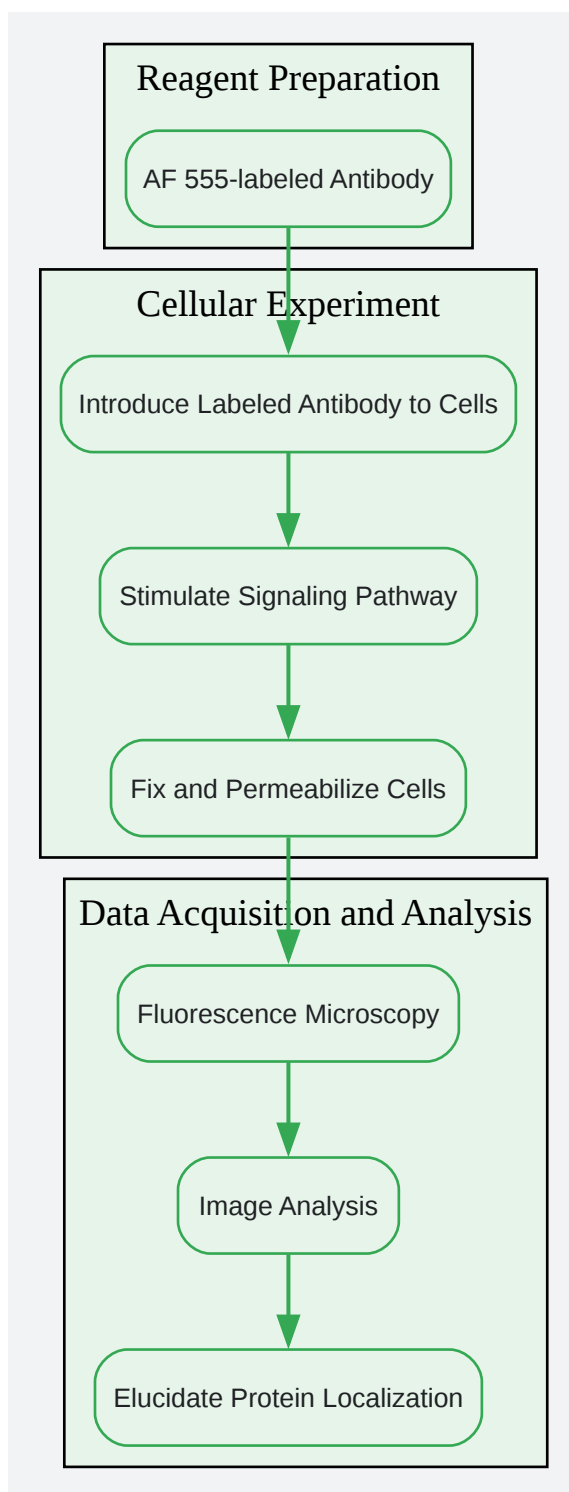 Reagent Preparation
AF 555-labeled Antibody
Cellular Experiment
Introduce Labeled Antibody to Cells
Stimulate Signaling Pathway
Fix and Permeabilize Cells
Data Acquisition and Analysis
Fluorescence Microscopy
Image Analysis
Elucidate Protein Localization